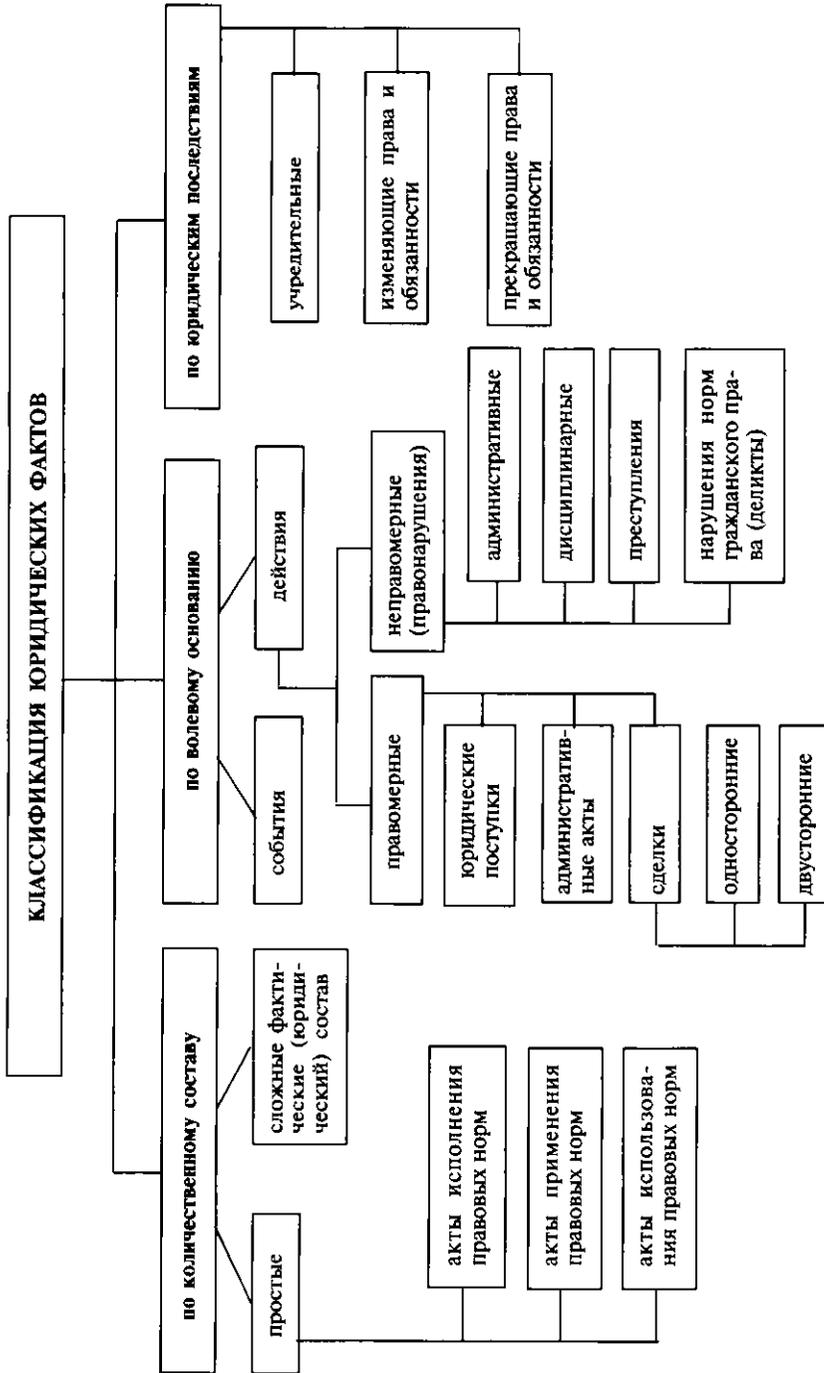 КЛАССИФИКАЦИЯ ЮРИДИЧЕСКИХ ФАКТОВ
по количественному составу
простые
сложные факти-
ческие (юриди-
ческий) состав
акты исполнения
правовых норм
акты применения
правовых норм
акты использова-
ния правовых норм
по волевому основанию
события
действия
правомерные
юридические
поступки
административ-
ные акты
сделки
односторонние
двусторонние
неправомерные
(правонарушения)
административные
дисциплинарные
преступления
нарушения норм
гражданского пра-
ва (деликты)
по юридическим последствиям
учредительные
изменяющие права и
обязанности
прекращающие права
и обязанности